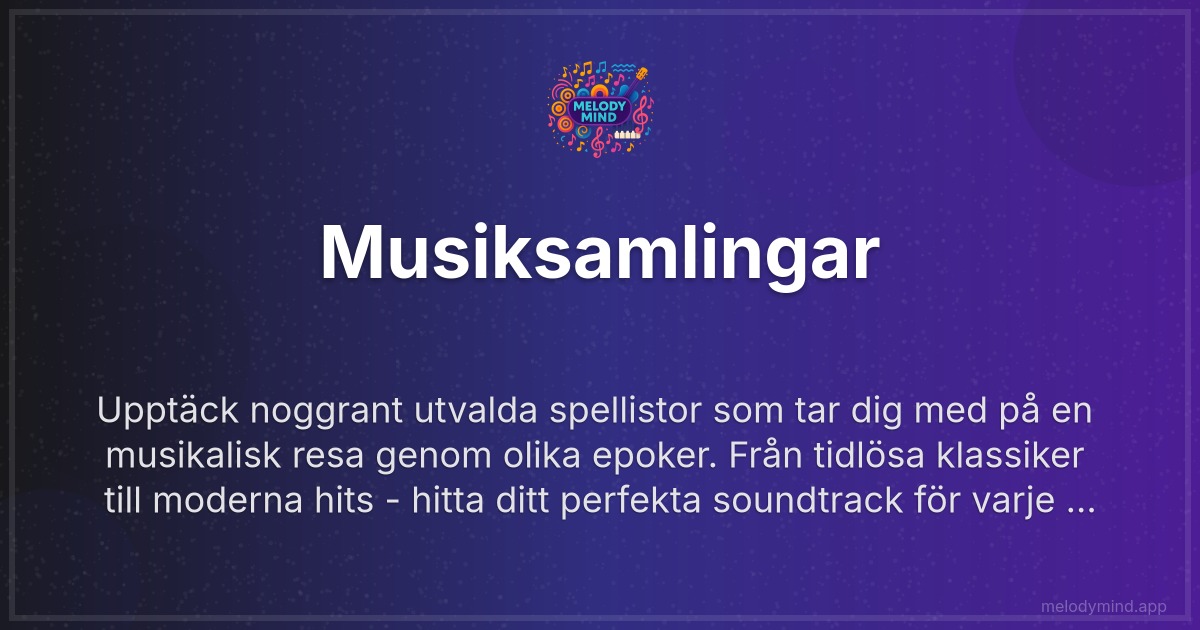 MELODY
MIND
Musiksamlingar
Upptäck noggrant utvalda spellistor som tar dig med på en
musikalisk resa genom olika epoker. Från tidlösa klassiker
till moderna hits - hitta ditt perfekta soundtrack för varje ...
melodymind.app